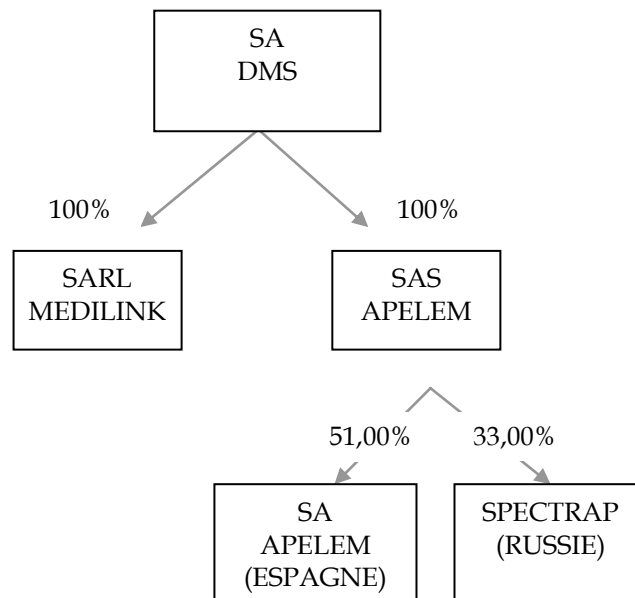 SA
DMS
100%
100%
SARL
MEDILINK
SAS
APELEM
51,00%
33,00%
SA
APELEM
(ESPAGNE)
SPECTRAP
(RUSSIE)